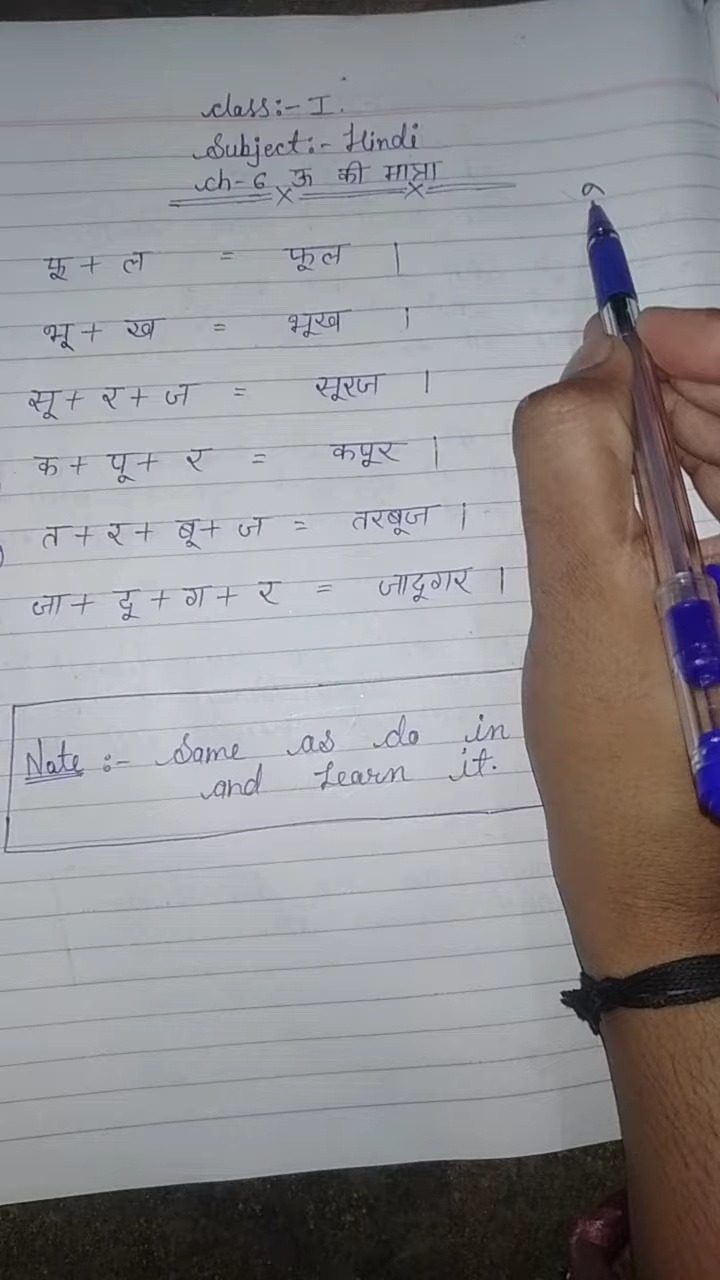 Class:- I.
Subject:- Hindi
Ch-6 ऊ की मात्रा
फू + ल = फूल |
भू + ख = भूख |
सू + र + ज = सूरज |
क + पू + र = कपूर |
त + र + बू + ज = तरबूज |
जा + दू + ग + र = जादूगर |
Note:- Same as do in
and Learn it.